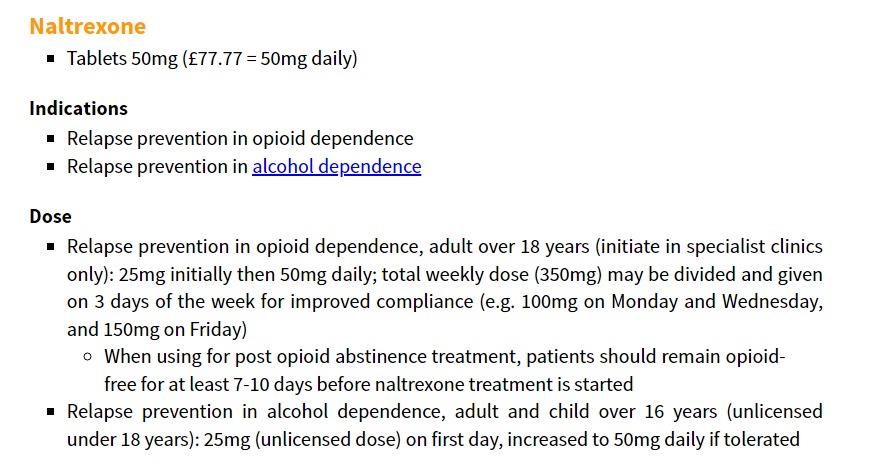 Naltrexone
▪ Tablets 50mg (£77.77 = 50mg daily)
Indications
▪ Relapse prevention in opioid dependence
▪ Relapse prevention in alcohol dependence
Dose
▪ Relapse prevention in opioid dependence, adult over 18 years (initiate in specialist clinics
only): 25mg initially then 50mg daily; total weekly dose (350mg) may be divided and given
on 3 days of the week for improved compliance (e.g. 100mg on Monday and Wednesday,
and 150mg on Friday)
○ When using for post opioid abstinence treatment, patients should remain opioid-
free for at least 7-10 days before naltrexone treatment is started
▪ Relapse prevention in alcohol dependence, adult and child over 16 years (unlicensed
under 18 years): 25mg (unlicensed dose) on first day, increased to 50mg daily if tolerated